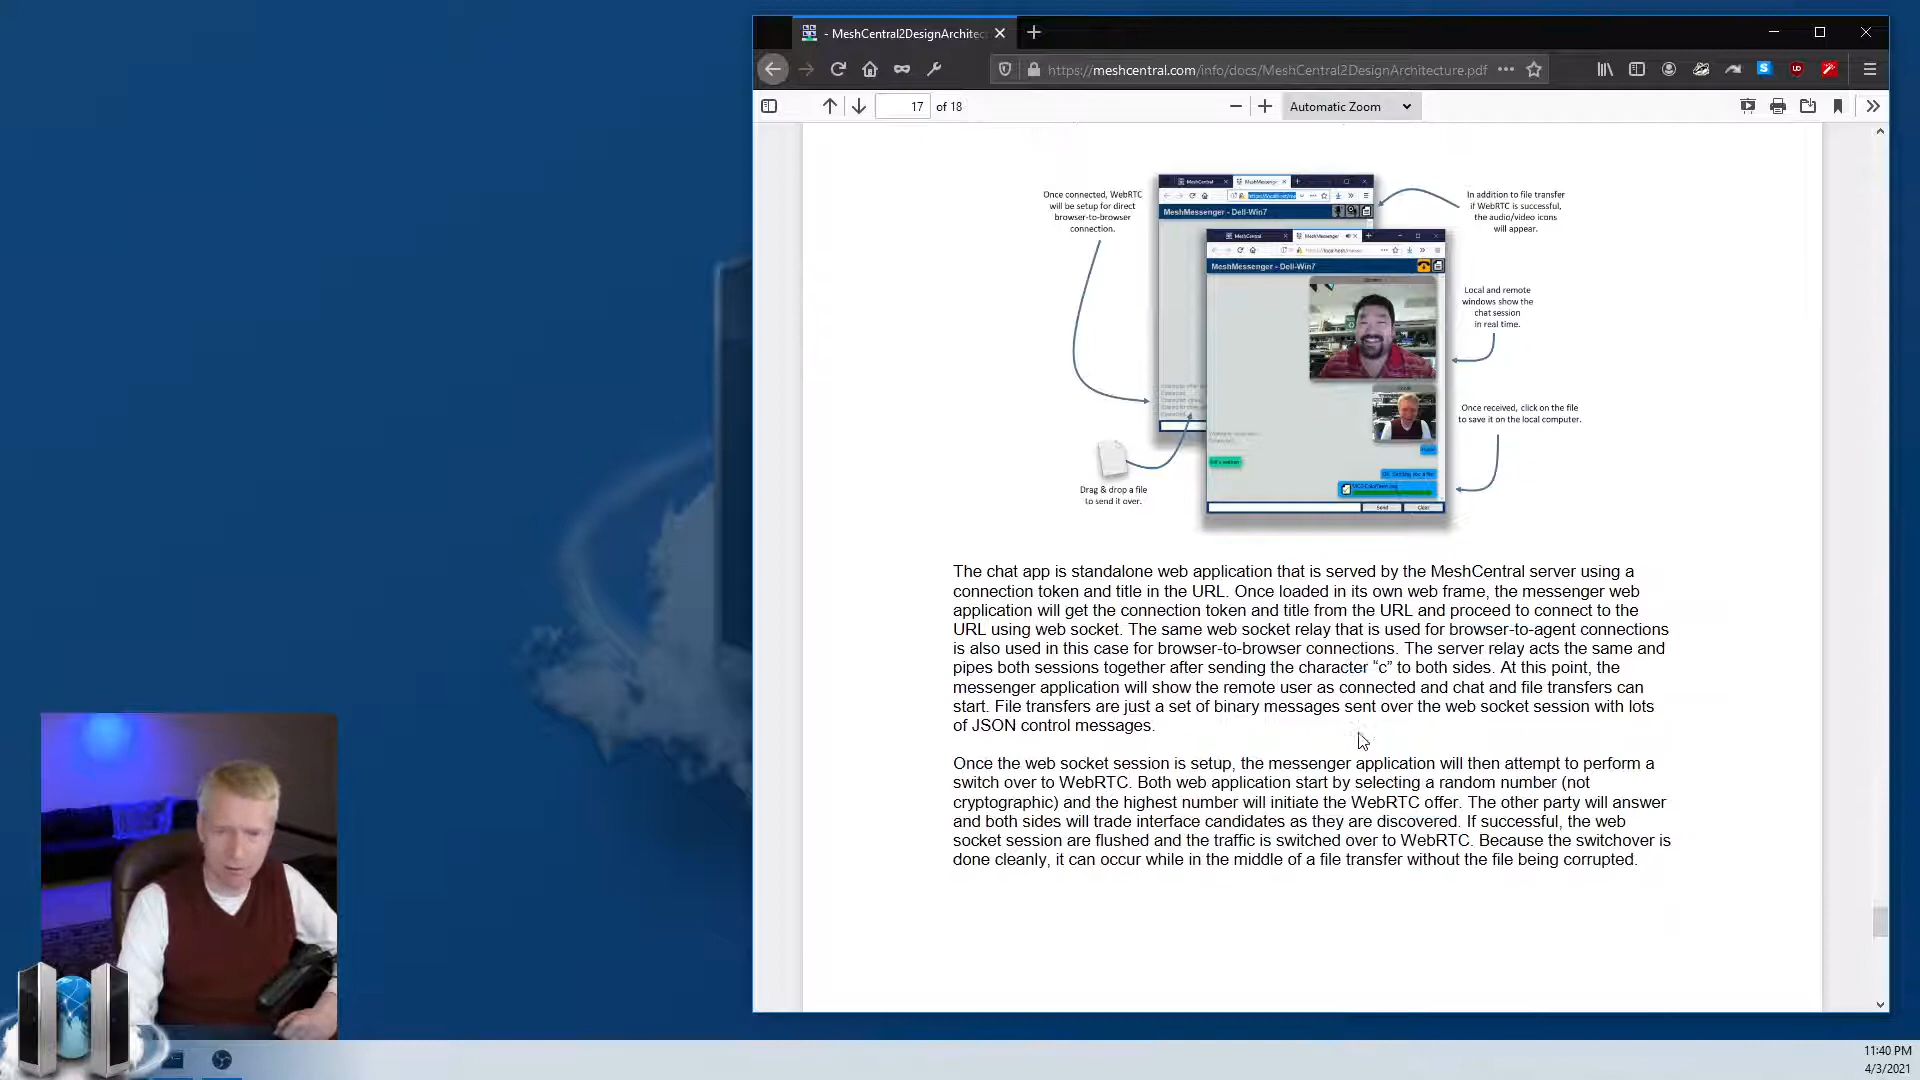 - MeshCentral2DesignArchitec
https://meshcentral.com/info/docs/MeshCentral2DesignArchitecture.pdf
17 of 18
Automatic Zoom
Once connected, WebRTC
will be setup for direct
browser-to-browser
connection.
In addition to file transfer
if WebRTC is successful,
the audio/video icons
will appear.
MeshCentral
MeshMessenger
MeshMessenger - Dell-Win7
MeshCentral
MeshMessenger
MeshMessenger - Dell-Win7
Local and remote
windows show the
chat session
in real time.
Once received, click on the file
to save it on the local computer.
Drag & drop a file
to send it over.
Send
Clear
The chat app is standalone web application that is served by the MeshCentral server using a
connection token and title in the URL. Once loaded in its own web frame, the messenger web
application will get the connection token and title from the URL and proceed to connect to the
URL using web socket. The same web socket relay that is used for browser-to-agent connections
is also used in this case for browser-to-browser connections. The server relay acts the same and
pipes both sessions together after sending the character “c” to both sides. At this point, the
messenger application will show the remote user as connected and chat and file transfers can
start. File transfers are just a set of binary messages sent over the web socket session with lots
of JSON control messages.
Once the web socket session is setup, the messenger application will then attempt to perform a
switch over to WebRTC. Both web application start by selecting a random number (not
cryptographic) and the highest number will initiate the WebRTC offer. The other party will answer
and both sides will trade interface candidates as they are discovered. If successful, the web
socket session are flushed and the traffic is switched over to WebRTC. Because the switchover is
done cleanly, it can occur while in the middle of a file transfer without the file being corrupted.
11:40 PM
4/3/2021